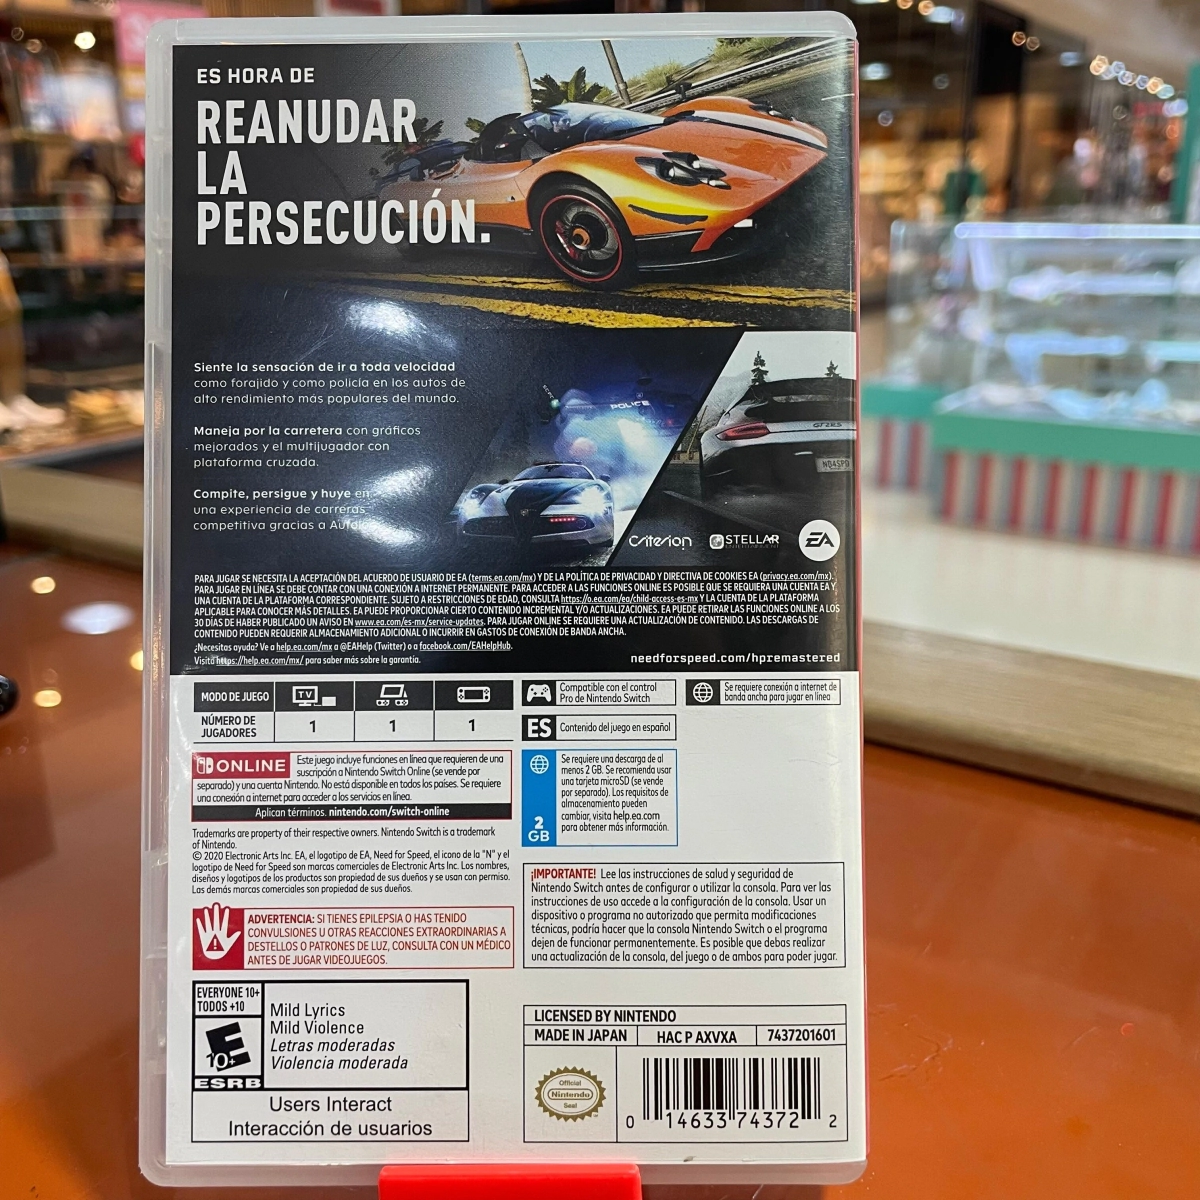 ES HORA DE
REANUDAR
LA
PERSECUCIÓN.
Siente la sensación de ir a toda velocidad
como forajido y como policía en los autos de
alto rendimiento más populares del mundo.
Maneja por la carretera con gráficos
mejorados y el multijugador con
plataforma cruzada.
Compite, persigue y huye en
una experiencia de carreras
competitiva gracias a
POLICE
GT2 RS
N84SPD
Criterion
STELLAR
ENTERTAINMENT
EA
PARA JUGAR SE NECESITA LA ACEPTACIÓN DEL ACUERDO DE USUARIO DE EA (terms.ea.com/mx) Y DE LA POLÍTICA DE PRIVACIDAD Y DIRECTIVA DE COOKIES EA (privacy.ea.com/mx).
PARA JUGAR EN LÍNEA SE DEBE CONTAR CON UNA CONEXIÓN A INTERNET PERMANENTE. PARA ACCEDER A LAS FUNCIONES ONLINE ES POSIBLE QUE SE REQUIERA UNA CUENTA EA Y
UNA CUENTA DE LA PLATAFORMA CORRESPONDIENTE. SUJETO A RESTRICCIONES DE EDAD, CONSULTA https://o.ea.com/ea/child-access-es-mx Y LA CUENTA DE LA PLATAFORMA
APLICABLE PARA CONOCER MÁS DETALLES. EA PUEDE PROPORCIONAR CIERTO CONTENIDO INCREMENTAL Y/O ACTUALIZACIONES. EA PUEDE RETIRAR LAS FUNCIONES ONLINE A LOS
30 DÍAS DE HABER PUBLICADO UN AVISO EN www.ea.com/es-mx/service-updates. PARA JUGAR ONLINE SE REQUIERE UNA ACTUALIZACIÓN DE CONTENIDO. LAS DESCARGAS DE
CONTENIDO PUEDEN REQUERIR ALMACENAMIENTO ADICIONAL O INCURRIR EN GASTOS DE CONEXIÓN DE BANDA ANCHA.
¿Necesitas ayuda? Ve a help.ea.com/mx a @EAHelp (Twitter) o a facebook.com/EAHelpHub.
Visita https://help.ea.com/mx/ para saber más sobre la garantía.
needforspeed.com/hpremastered
MODO DE JUEGO
TV
NÚMERO DE
JUGADORES
1
1
1
Compatible con el control
Pro de Nintendo Switch
Se requiere conexión a internet de
banda ancha para jugar en línea
ES
Contenido del juego en español
ONLINE
Este juego incluye funciones en línea que requieren de una
suscripción a Nintendo Switch Online (se vende por
separado) y una cuenta Nintendo. No está disponible en todos los países. Se requiere
una conexión a internet para acceder a los servicios en línea.
Aplican términos. nintendo.com/switch-online
2
GB
Se requiere una descarga de al
menos 2 GB. Se recomienda usar
una tarjeta microSD (se vende
por separado). Los requisitos de
almacenamiento pueden
cambiar, visita help.ea.com
para obtener más información.
Trademarks are property of their respective owners. Nintendo Switch is a trademark
of Nintendo.
© 2020 Electronic Arts Inc. EA, el logotipo de EA, Need for Speed, el icono de la "N" y el
logotipo de Need for Speed son marcas comerciales de Electronic Arts Inc. Los nombres,
diseños y logotipos de los productos son propiedad de sus dueños y se usan con permiso.
Las demás marcas comerciales son propiedad de sus dueños.
ADVERTENCIA: SI TIENES EPILEPSIA O HAS TENIDO
CONVULSIONES U OTRAS REACCIONES EXTRAORDINARIAS A
DESTELLOS O PATRONES DE LUZ, CONSULTA CON UN MÉDICO
ANTES DE JUGAR VIDEOJUEGOS.
¡IMPORTANTE! Lee las instrucciones de salud y seguridad de
Nintendo Switch antes de configurar o utilizar la consola. Para ver las
instrucciones de uso accede a la configuración de la consola. Usar un
dispositivo o programa no autorizado que permita modificaciones
técnicas, podría hacer que la consola Nintendo Switch o el programa
dejen de funcionar permanentemente. Es posible que debas realizar
una actualización de la consola, del juego o de ambos para poder jugar.
EVERYONE 10+
TODOS +10
E
10+
ESRB
Mild Lyrics
Mild Violence
Letras moderadas
Violencia moderada
Users Interact
Interacción de usuarios
LICENSED BY NINTENDO
MADE IN JAPAN
HAC P AXVXA
7437201601
Official
Nintendo
Seal
0 14633 74372 2